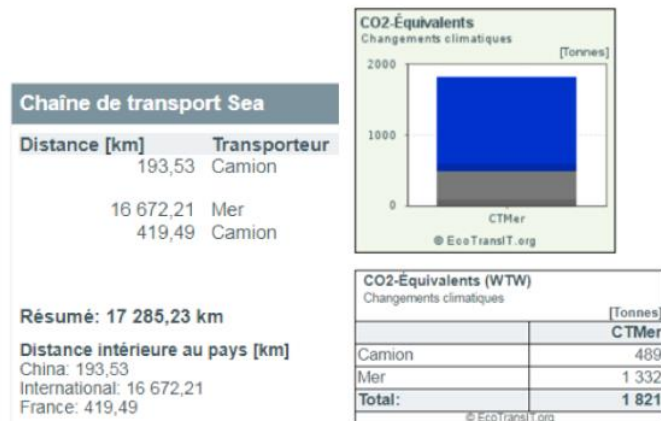 Chaîne de transport Sea
Distance [km] Transporteur
193,53 Camion
16 672,21 Mer
419,49 Camion
Résumé: 17 285,23 km
Distance intérieure au pays [km]
China: 193,53
International: 16 672,21
France: 419,49
CO2-Équivalents
Changements climatiques
[Tonnes]
2000
1000
0
CTMer
© EcoTransIT.org
CO2-Équivalents (WTW)
Changements climatiques
[Tonnes]
CTMer
Camion 489
Mer 1 332
Total: 1 821
© EcoTransIT.org